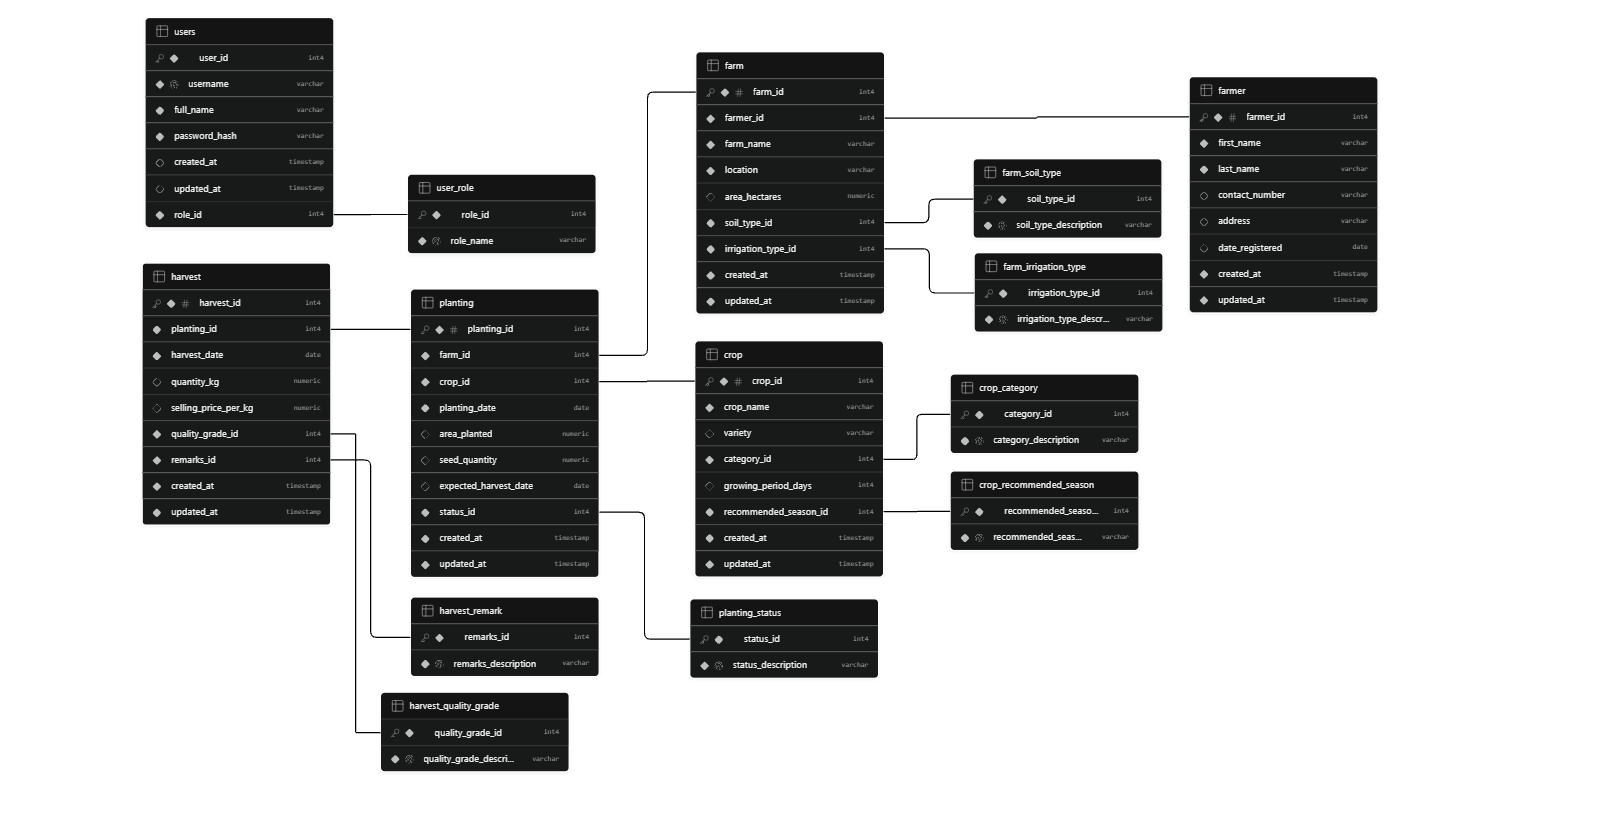 users
user_id int4
username varchar
full_name varchar
password_hash varchar
created_at timestamp
updated_at timestamp
role_id int4
user_role
role_id int4
role_name varchar
farm
# farm_id int4
farmer_id int4
farm_name varchar
location varchar
area_hectares numeric
soil_type_id int4
irrigation_type_id int4
created_at timestamp
updated_at timestamp
farmer
# farmer_id int4
first_name varchar
last_name varchar
contact_number varchar
address varchar
date_registered date
created_at timestamp
updated_at timestamp
farm_soil_type
soil_type_id int4
soil_type_description varchar
farm_irrigation_type
irrigation_type_id int4
irrigation_type_descr... varchar
harvest
# harvest_id int4
planting_id int4
harvest_date date
quantity_kg numeric
selling_price_per_kg numeric
quality_grade_id int4
remarks_id int4
created_at timestamp
updated_at timestamp
planting
# planting_id int4
farm_id int4
crop_id int4
planting_date date
area_planted numeric
seed_quantity numeric
expected_harvest_date date
status_id int4
created_at timestamp
updated_at timestamp
crop
# crop_id int4
crop_name varchar
variety varchar
category_id int4
growing_period_days int4
recommended_season_id int4
created_at timestamp
updated_at timestamp
crop_category
category_id int4
category_description varchar
crop_recommended_season
recommended_seaso... int4
recommended_seas... varchar
harvest_remark
remarks_id int4
remarks_description varchar
planting_status
status_id int4
status_description varchar
harvest_quality_grade
quality_grade_id int4
quality_grade_descri... varchar